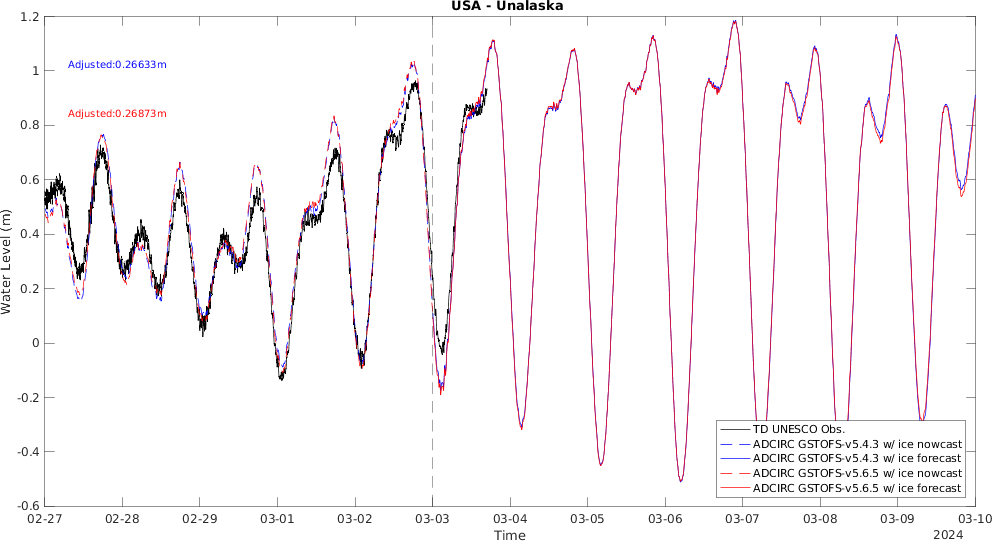 USA - Unalaska
1.2
1
0.8
0.6
0.4
0.2
0
-0.2
-0.4
-0.6
Water Level (m)
Adjusted:0.26633m
Adjusted:0.26873m
TD UNESCO Obs.
ADCIRC GSTOFS-v5.4.3 w/ ice nowcast
ADCIRC GSTOFS-v5.4.3 w/ ice forecast
ADCIRC GSTOFS-v5.6.5 w/ ice nowcast
ADCIRC GSTOFS-v5.6.5 w/ ice forecast
02-27 02-28 02-29 03-01 03-02 03-03 03-04 03-05 03-06 03-07 03-08 03-09 03-10
Time
2024